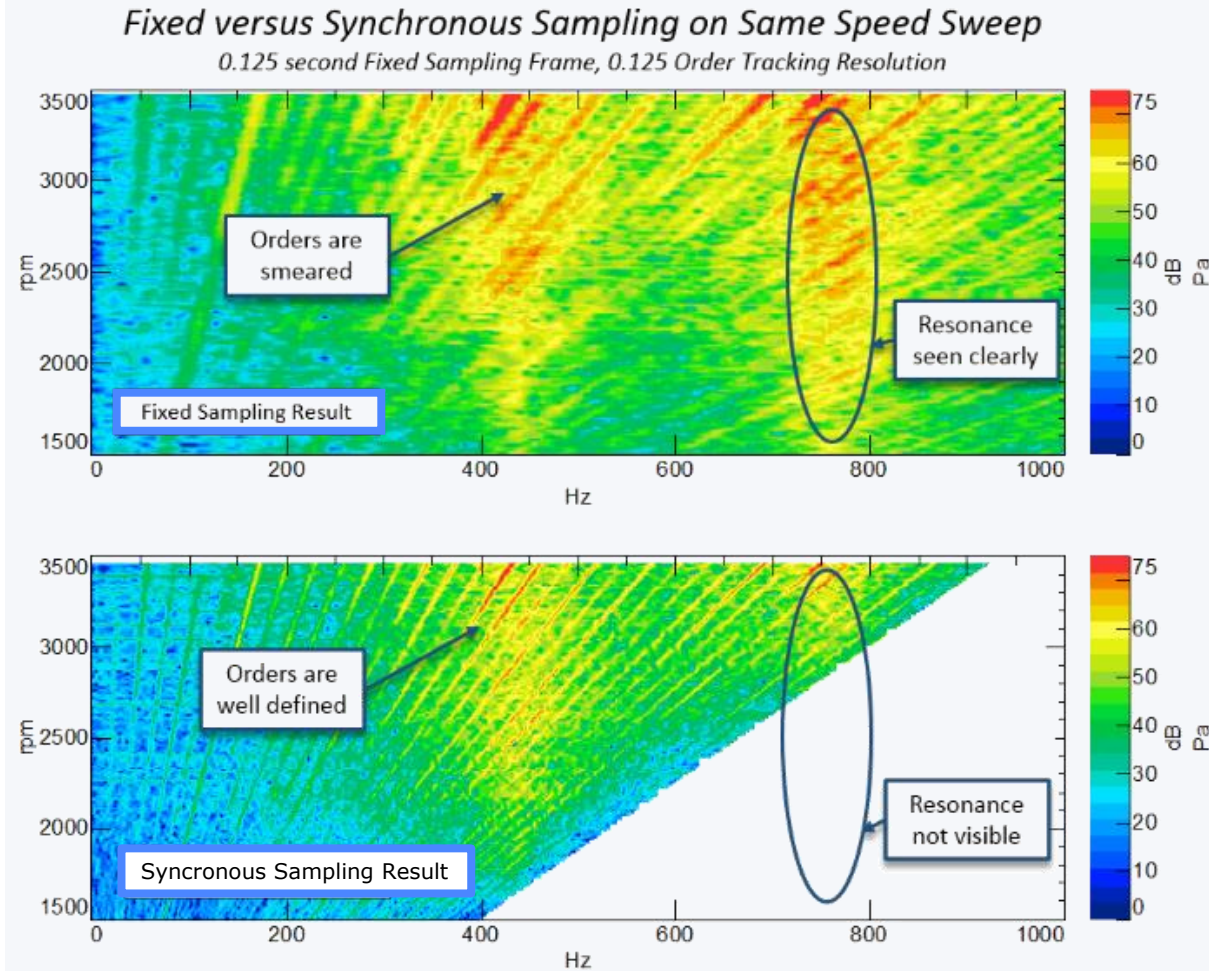 Fixed versus Synchronous Sampling on Same Speed Sweep
0.125 second Fixed Sampling Frame, 0.125 Order Tracking Resolution
3500
3000
2500
2000
1500
rpm
Orders are
smeared
Resonance
seen clearly
Fixed Sampling Result
0
200
400
600
800
1000
Hz
75
60
50
40
30
20
10
0
dB
Pa
3500
3000
2500
2000
1500
rpm
Orders are
well defined
Resonance
not visible
Syncronous Sampling Result
0
200
400
600
800
1000
Hz
75
60
50
40
30
20
10
0
dB
Pa